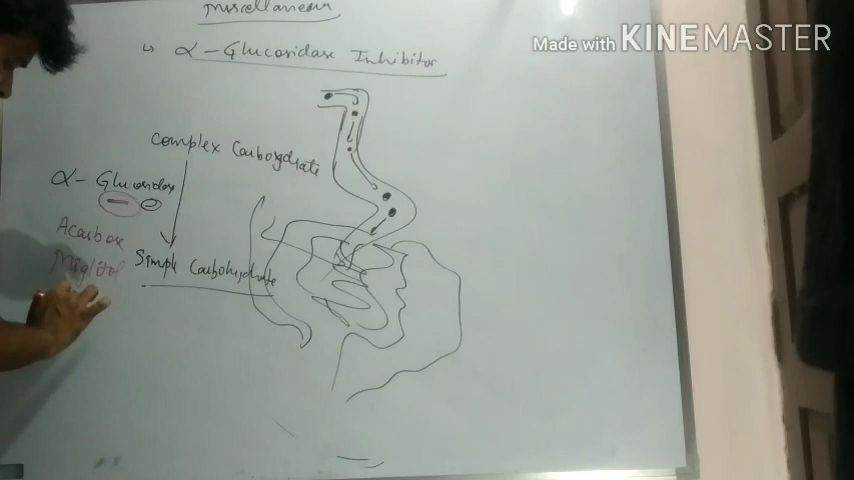 Miscellaneous
↳ α-Glucosidase Inhibitor
Complex Carbohydrate
α-Glucosidase
Acarbose
Miglitol
Simple Carbohydrate
Made with KINEMASTER